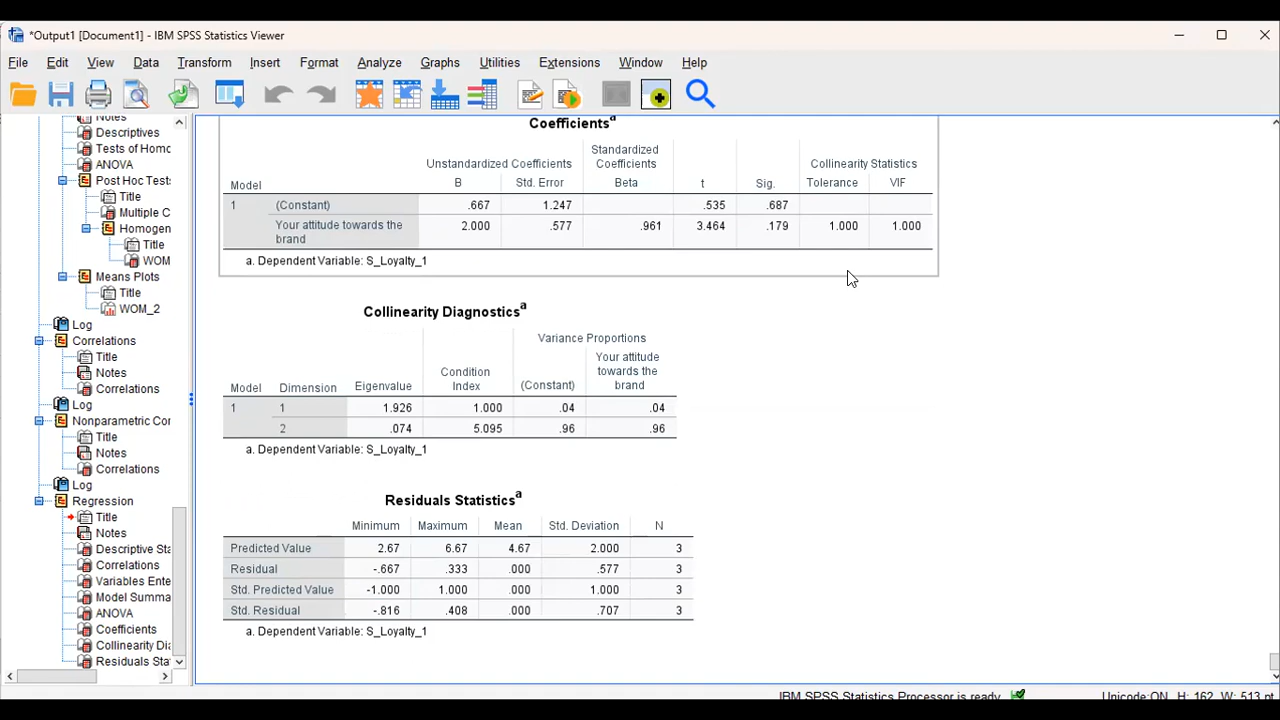 *Output1 [Document1] - IBM SPSS Statistics Viewer
File Edit View Data Transform Insert Format Analyze Graphs Utilities Extensions Window Help
Notes
Descriptives
Tests of Homo
ANOVA
Post Hoc Test
Title
Multiple C
Homogen
Title
WOM
Means Plots
Title
WOM_2
Log
Correlations
Title
Notes
Correlations
Log
Nonparametric Cor
Title
Notes
Correlations
Log
Regression
Title
Notes
Descriptive Sta
Correlations
Variables Ente
Model Summa
ANOVA
Coefficients
Collinearity Dia
Residuals Sta
Coefficientsa
Unstandardized Coefficients Standardized Coefficients Collinearity Statistics
Model B Std. Error Beta t Sig. Tolerance VIF
1 (Constant) .667 1.247 .535 .687
Your attitude towards the 2.000 .577 .961 3.464 .179 1.000 1.000
brand
a. Dependent Variable: S_Loyalty_1
Collinearity Diagnosticsa
Variance Proportions
Your attitude
towards the
Model Dimension Eigenvalue Condition Index (Constant) brand
1 1 1.926 1.000 .04 .04
2 .074 5.095 .96 .96
a. Dependent Variable: S_Loyalty_1
Residuals Statisticsa
Minimum Maximum Mean Std. Deviation N
Predicted Value 2.67 6.67 4.67 2.000 3
Residual -.667 .333 .000 .577 3
Std. Predicted Value -1.000 1.000 .000 1.000 3
Std. Residual -.816 .408 .000 .707 3
a. Dependent Variable: S_Loyalty_1
IBM SPSS Statistics Processor is ready Unicode:ON H: 162, W: 513 pt